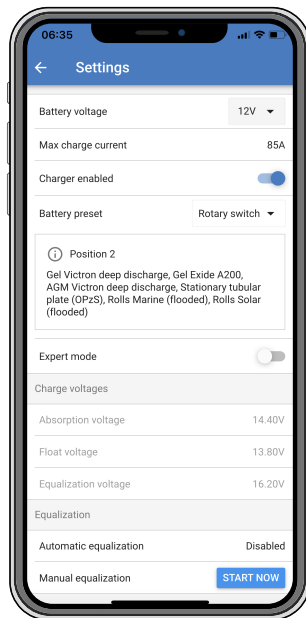 06:35
Settings
Battery voltage 12V
Max charge current 85A
Charger enabled
Battery preset Rotary switch
Position 2
Gel Victron deep discharge, Gel Exide A200,
AGM Victron deep discharge, Stationary tubular
plate (OPzS), Rolls Marine (flooded), Rolls Solar
(flooded)
Expert mode
Charge voltages
Absorption voltage 14.40V
Float voltage 13.80V
Equalization voltage 16.20V
Equalization
Automatic equalization Disabled
Manual equalization START NOW